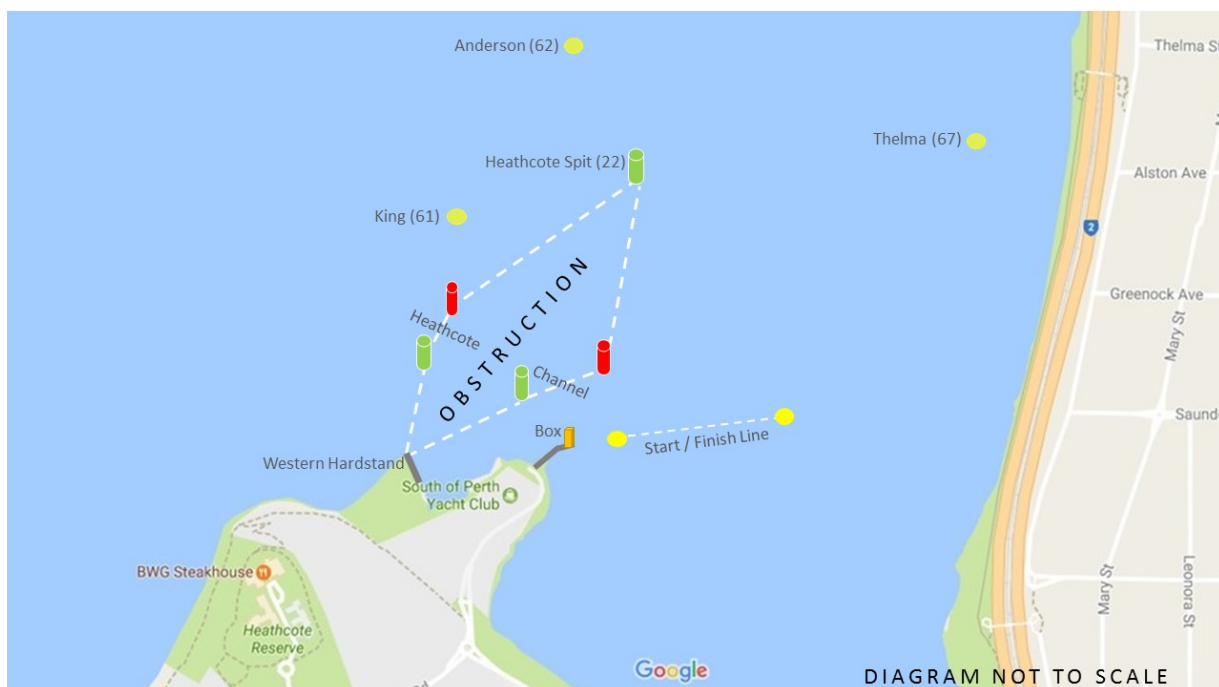 Anderson (62)
Thelma St
Thelma (67)
Heathcote Spit (22)
Alston Ave
King (61)
2
OBSTRUCTION
Greenock Ave
Heathcote
Mary St
Channel
Box
Start / Finish Line
Saund
Western Hardstand
South of Perth
Yacht Club
BWG Steakhouse
Mary St
Leonora St
Heathcote
Reserve
Google
DIAGRAM NOT TO SCALE